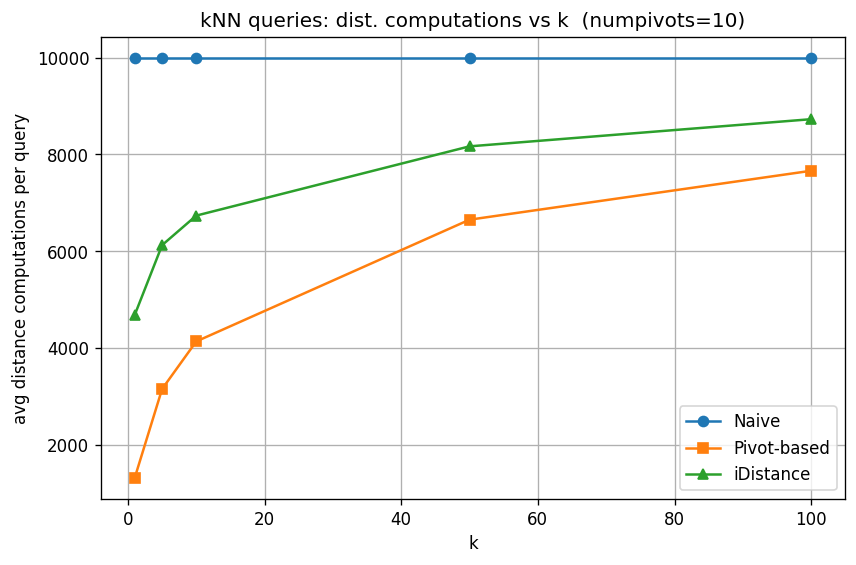 kNN queries: dist. computations vs k  (numpivots=10)
avg distance computations per query
10000
8000
6000
4000
2000
0 20 40 60 80 100
k
Naive
Pivot-based
iDistance